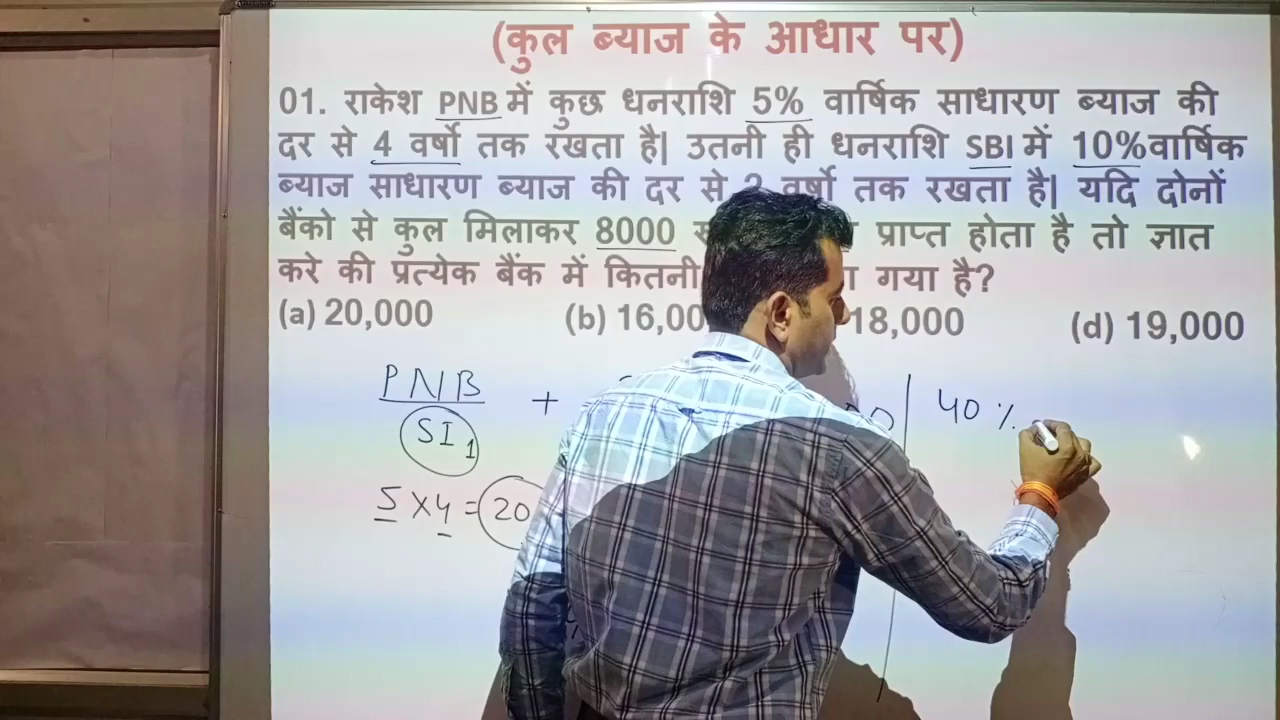 (कुल ब्याज के आधार पर)
01. राकेश PNB में कुछ धनराशि 5% वार्षिक साधारण ब्याज की
दर से 4 वर्षो तक रखता है| उतनी ही धनराशि SBI में 10%वार्षिक
ब्याज साधारण ब्याज की दर से वर्षो तक रखता है| यदि दोनों
बैंको से कुल मिलाकर 8000 प्राप्त होता है तो ज्ञात
करे की प्रत्येक बैंक में कितनी गया है?
(a) 20,000 (b) 16,00 18,000 (d) 19,000
PNB + 40%
SI1
5×4=20